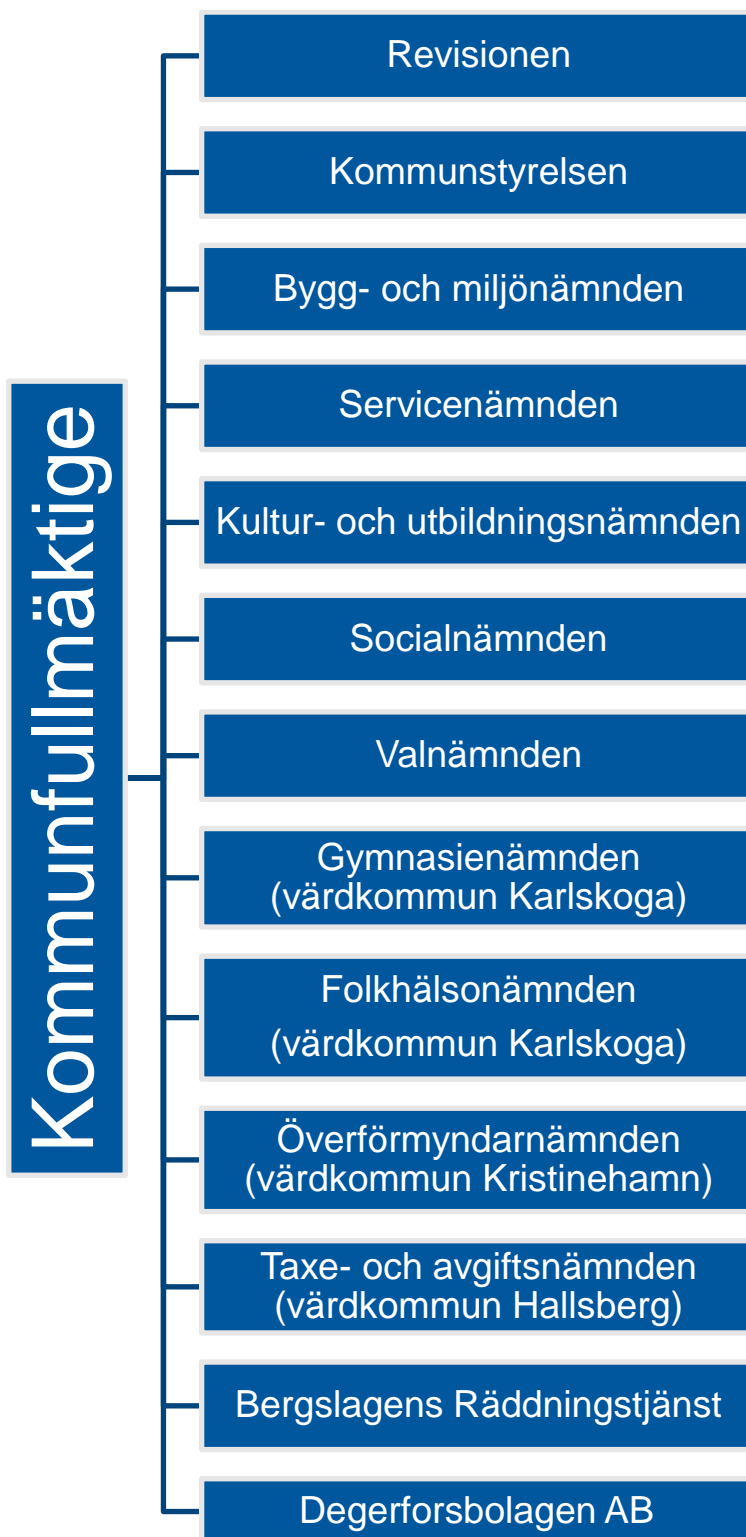 Kommunfullmäktige
Revisionen
Kommunstyrelsen
Bygg- och miljönämnden
Servicenämnden
Kultur- och utbildningsnämnden
Socialnämnden
Valnämnden
Gymnasienämnden
(värdkommun Karlskoga)
Folkhälsonämnden
(värdkommun Karlskoga)
Överförmyndarnämnden
(värdkommun Kristinehamn)
Taxe- och avgiftsnämnden
(värdkommun Hallsberg)
Bergslagens Räddningstjänst
Degerforsbolagen AB